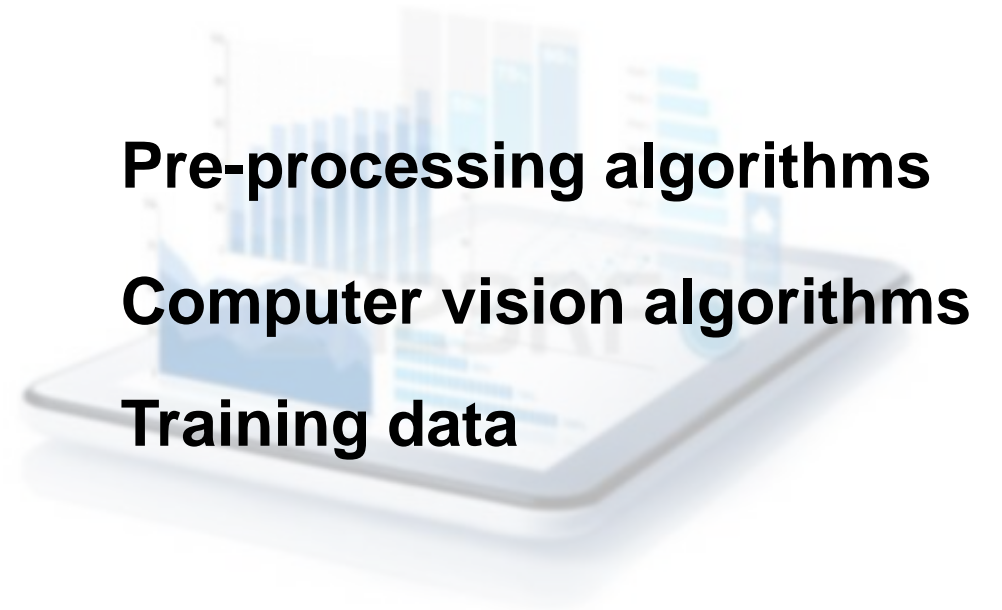 Pre-processing algorithms
Computer vision algorithms
Training data